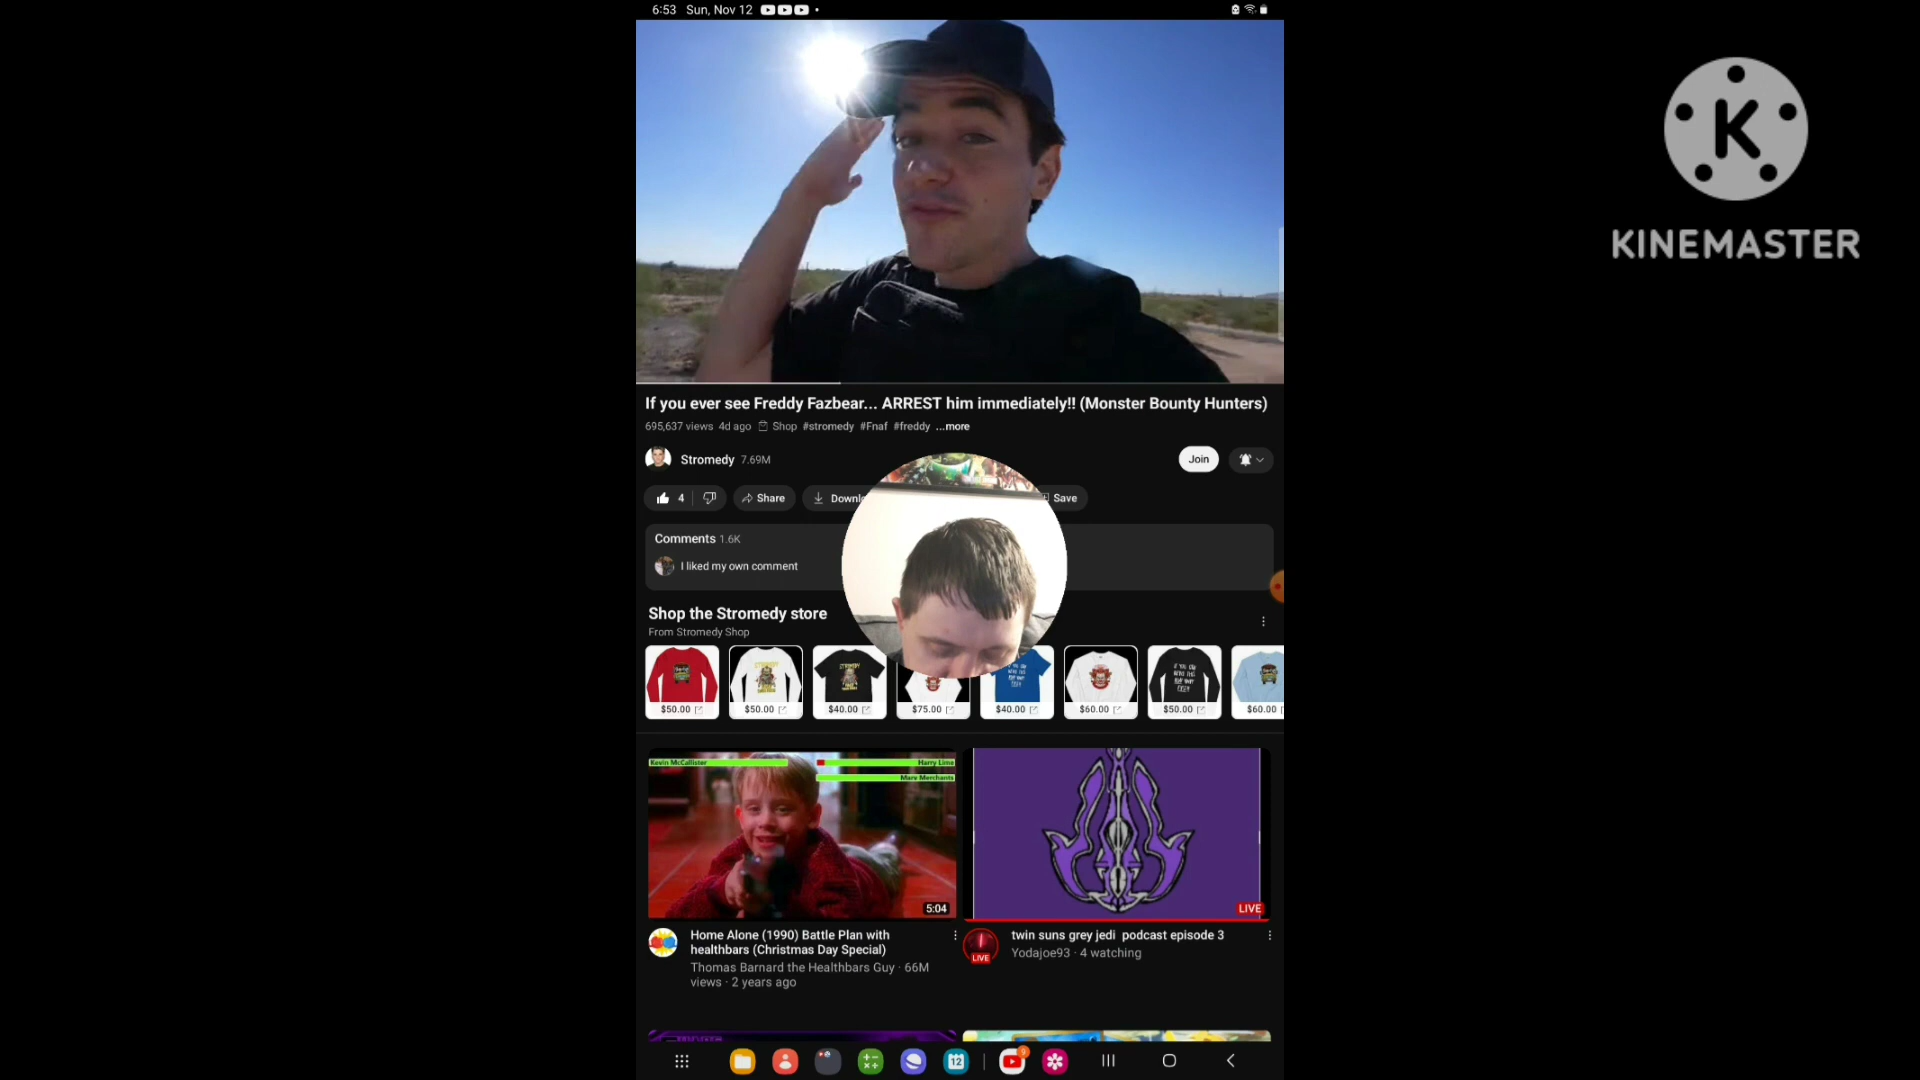 6:53 Sun, Nov 12
K
KINEMASTER
If you ever see Freddy Fazbear... ARREST him immediately!! (Monster Bounty Hunters)
695,637 views 4d ago Shop #stromedy #Fnaf #freddy ...more
Stromedy 7.69M
Join
4 Share Downlo Save
Comments 1.6K
I liked my own comment
Shop the Stromedy store
From Stromedy Shop
$50.00 $50.00 $40.00 $75.00 $40.00 $60.00 $50.00 $60.00
Kevin McCallister
Harry Lime
Marv Merchants
5:04
LIVE
Home Alone (1990) Battle Plan with
healthbars (Christmas Day Special)
Thomas Barnard the Healthbars Guy · 66M
views · 2 years ago
twin suns grey jedi podcast episode 3
Yodajoe93 · 4 watching
LIVE
12
9